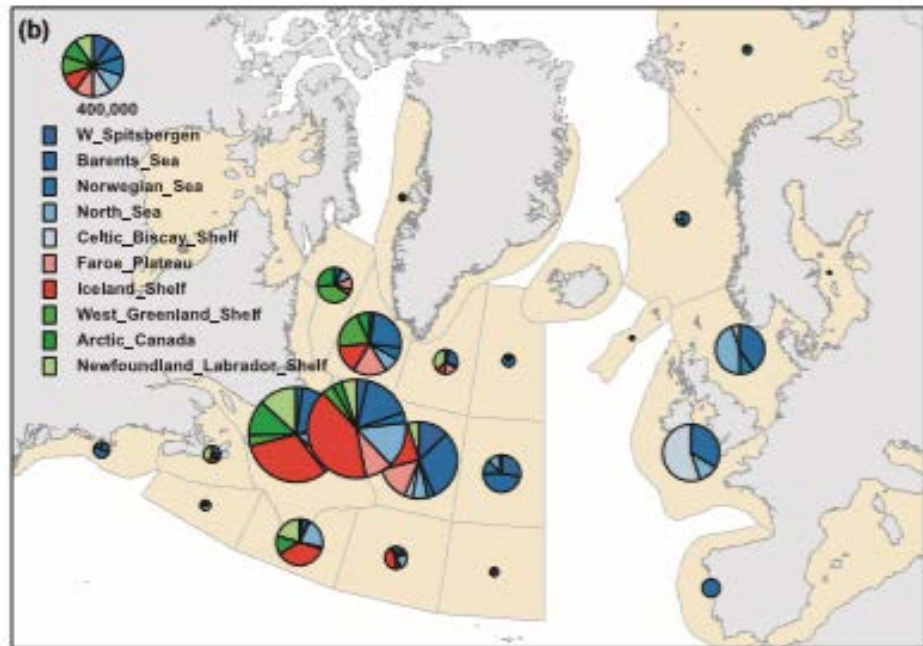 (b)
400,000
W_Spitsbergen
Barents_Sea
Norwegian_Sea
North_Sea
Celtic_Biscay_Shelf
Faroe_Plateau
Iceland_Shelf
West_Greenland_Shelf
Arctic_Canada
Newfoundland_Labrador_Shelf